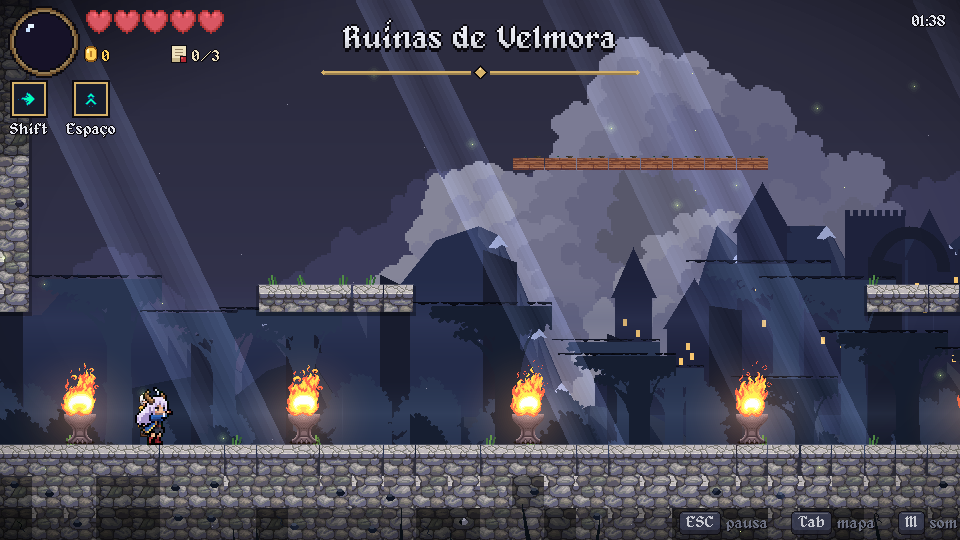 Ruínas de Velmora
01:38
0
0/3
Shift
Espaço
ESC pausa
Tab mapa
M som